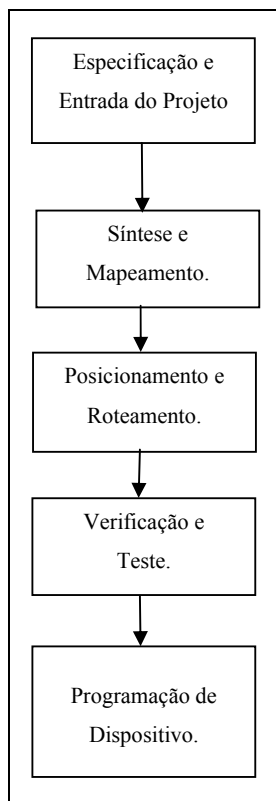 Especificação e
Entrada do Projeto
Síntese e
Mapeamento.
Posicionamento e
Roteamento.
Verificação e
Teste.
Programação de
Dispositivo.